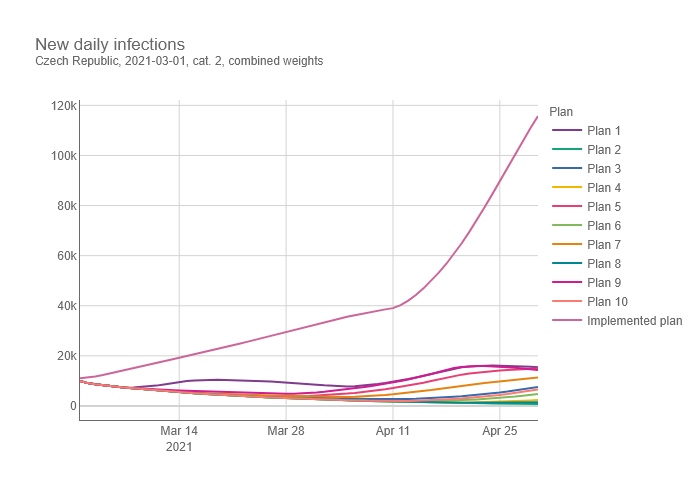 New daily infections
Czech Republic, 2021-03-01, cat. 2, combined weights
120k
100k
80k
60k
40k
20k
0
Mar 14
2021
Mar 28
Apr 11
Apr 25
Plan
Plan 1
Plan 2
Plan 3
Plan 4
Plan 5
Plan 6
Plan 7
Plan 8
Plan 9
Plan 10
Implemented plan